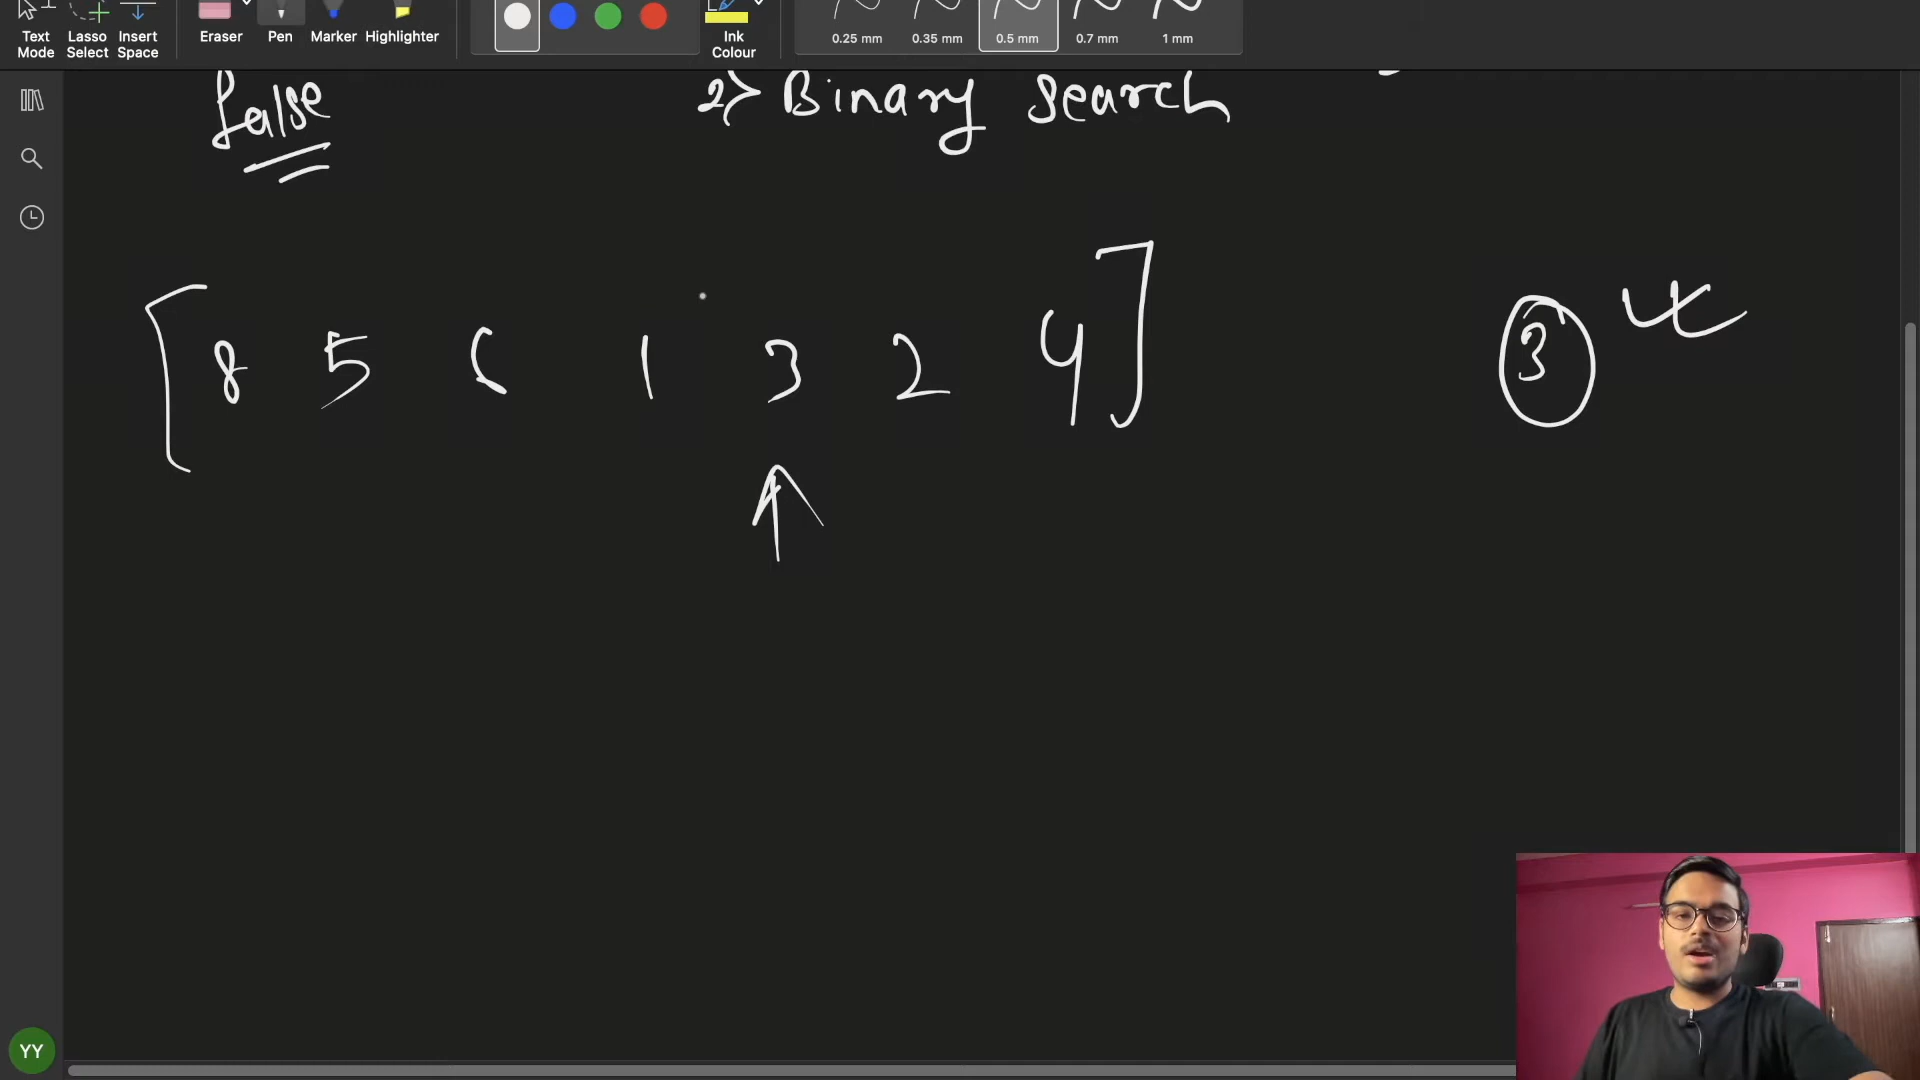 Text Mode
Lasso Select
Insert Space
Eraser
Pen
Marker
Highlighter
Ink Colour
0.25 mm
0.35 mm
0.5 mm
0.7 mm
1 mm
false
2> Binary Search
[8 5 6 1 3 2 4]
3
YY